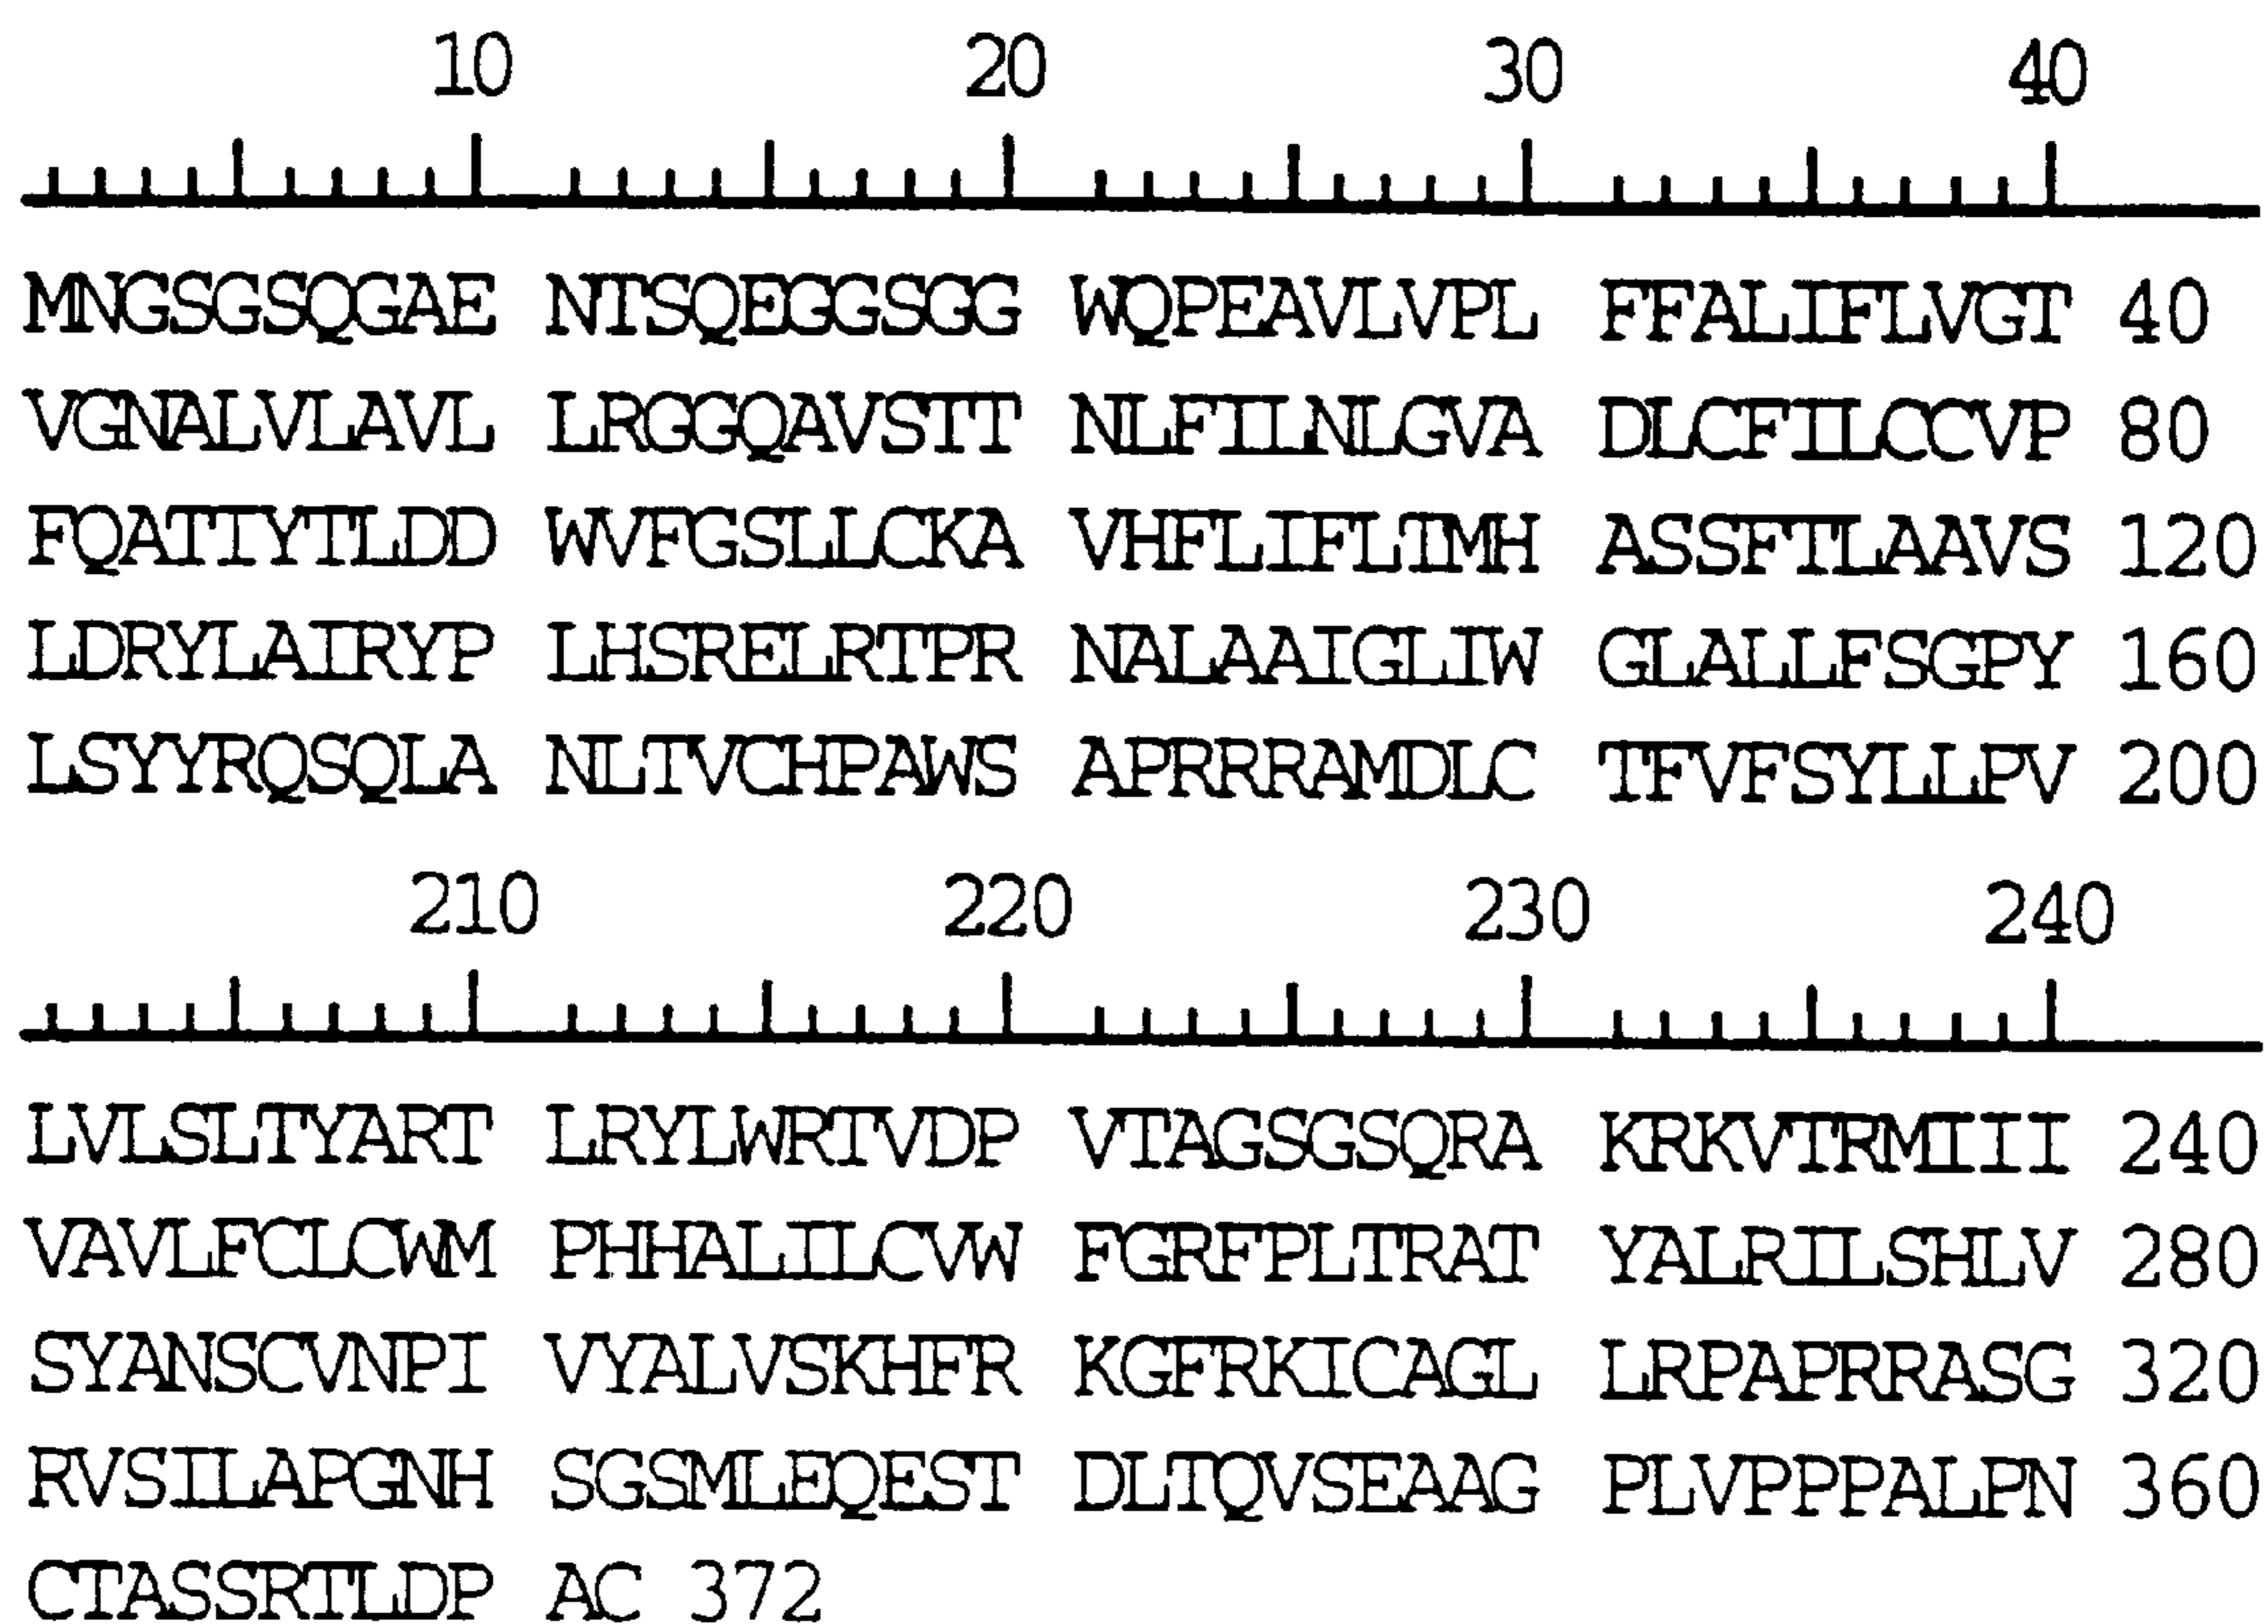 10 20 30 40
MNGSGSQGAE NTSQEGGSGG WQPEAVLVPL FFALIFLVGT 40
VGNALVLAVL LRGGQAVSTT NLFILNLGVA DLCFILCCVP 80
FQATTYTLDD WVFGSLLCKA VHFLIFLTMH ASSFTLAAVS 120
LDRYLAIRYP LHSRELRTPR NALAAIGLIW GLALLFSGPY 160
LSYYRQSQLA NLTVCHPAWS APRRRAMDLC TFVFSYLLPV 200
210 220 230 240
LVLSLTYART LRYLWRTVDP VTAGSGSQRA KRKVTRMIII 240
VAVLFCLCWM PHHALILCVW FGRFPLTRAT YALRILSHLV 280
SYANSCVNPI VYALVSKHFR KGFRKICAGL LRPAPRRASG 320
RVSILAPGNH SGSMLEQEST DLTQVSEAAG PLVPPPALPN 360
CTASSRTLDP AC 372